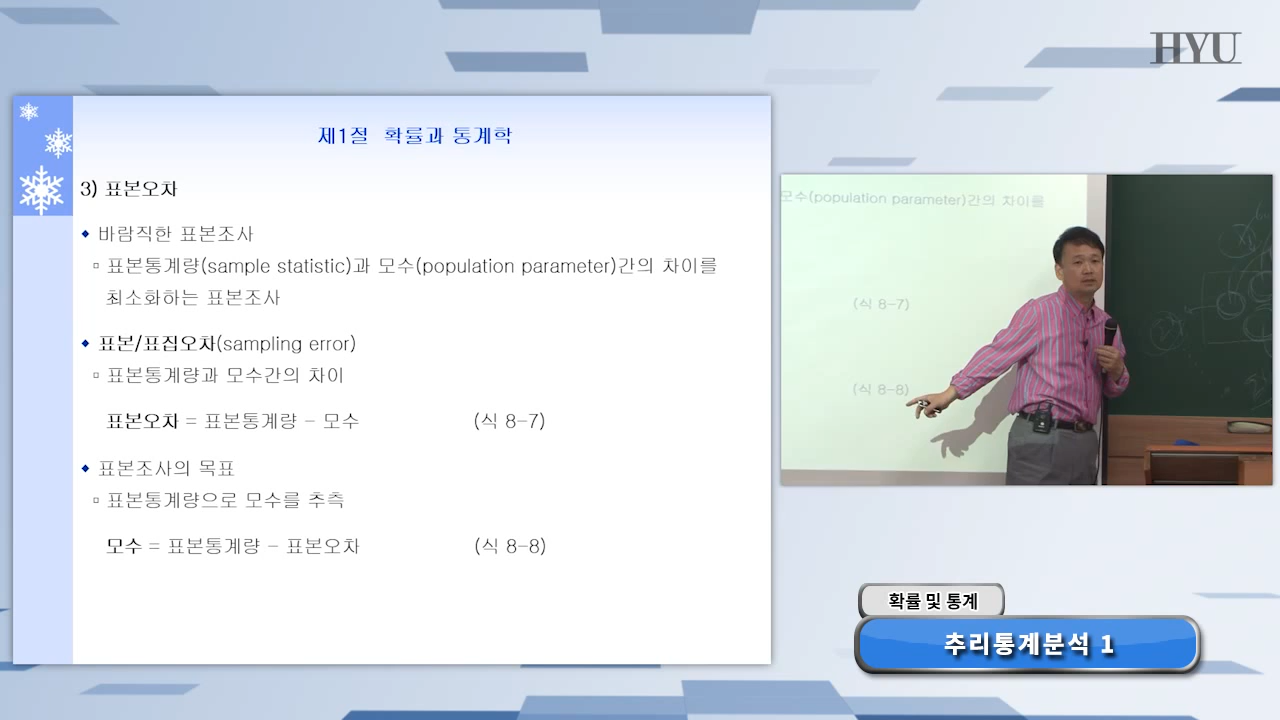 HYU
제1절 확률과 통계학
3) 표본오차
바람직한 표본조사
표본통계량(sample statistic)과 모수(population parameter)간의 차이를
최소화하는 표본조사
표본/표집오차(sampling error)
표본통계량과 모수간의 차이
표본오차 = 표본통계량 – 모수 (식 8-7)
표본조사의 목표
표본통계량으로 모수를 추측
모수 = 표본통계량 – 표본오차 (식 8-8)
모수(population parameter)간의 차이를
(식 8-7)
(식 8-8)
확률 및 통계
추리통계분석 1